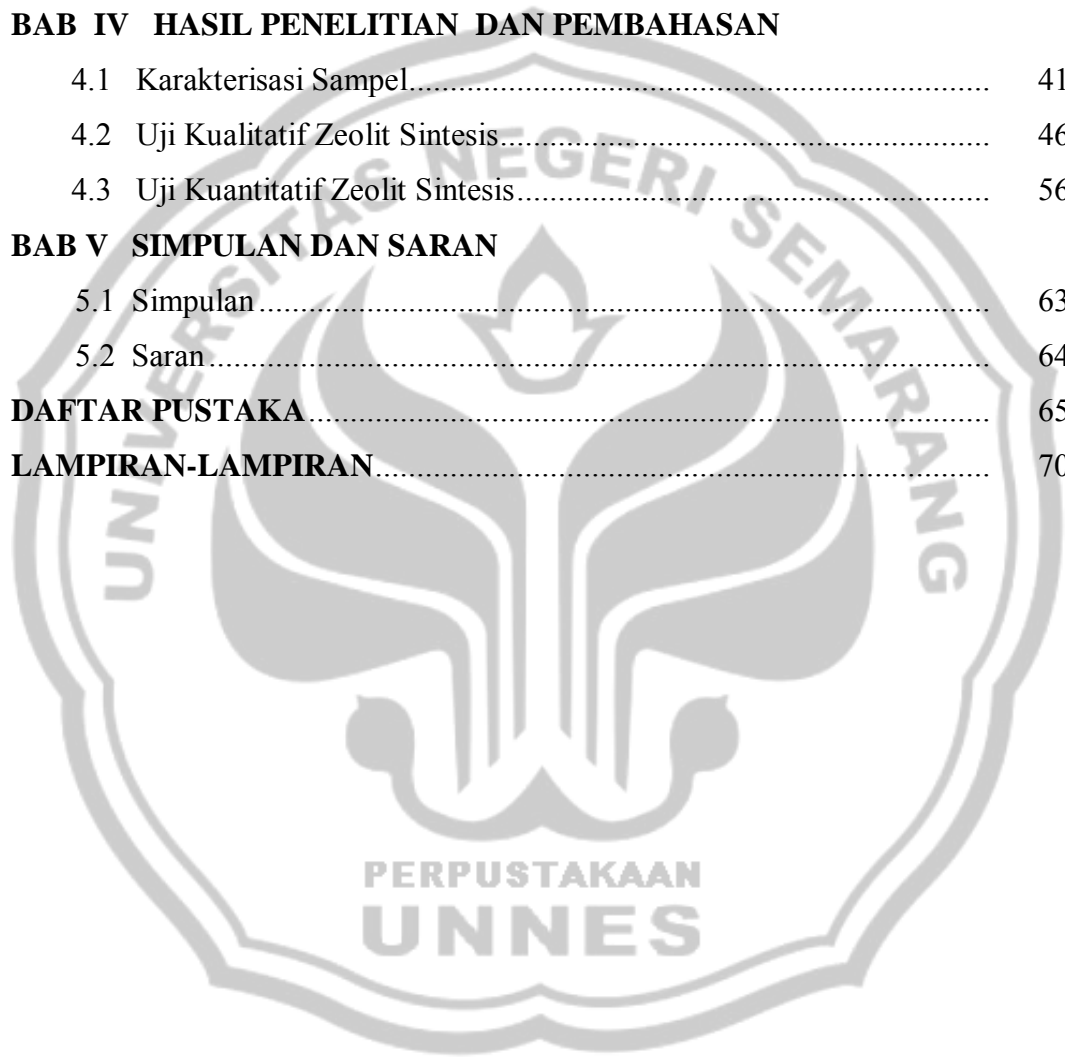 BAB IV HASIL PENELITIAN DAN PEMBAHASAN
4.1 Karakterisasi Sampel........................................................................ 41
4.2 Uji Kualitatif Zeolit Sintesis............................................................. 46
4.3 Uji Kuantitatif Zeolit Sintesis........................................................... 56
BAB V SIMPULAN DAN SARAN
5.1 Simpulan........................................................................................... 63
5.2 Saran................................................................................................. 64
DAFTAR PUSTAKA..................................................................................... 65
LAMPIRAN-LAMPIRAN............................................................................. 70
UNIVERSITAS NEGERI SEMARANG
PERPUSTAKAAN
UNNES